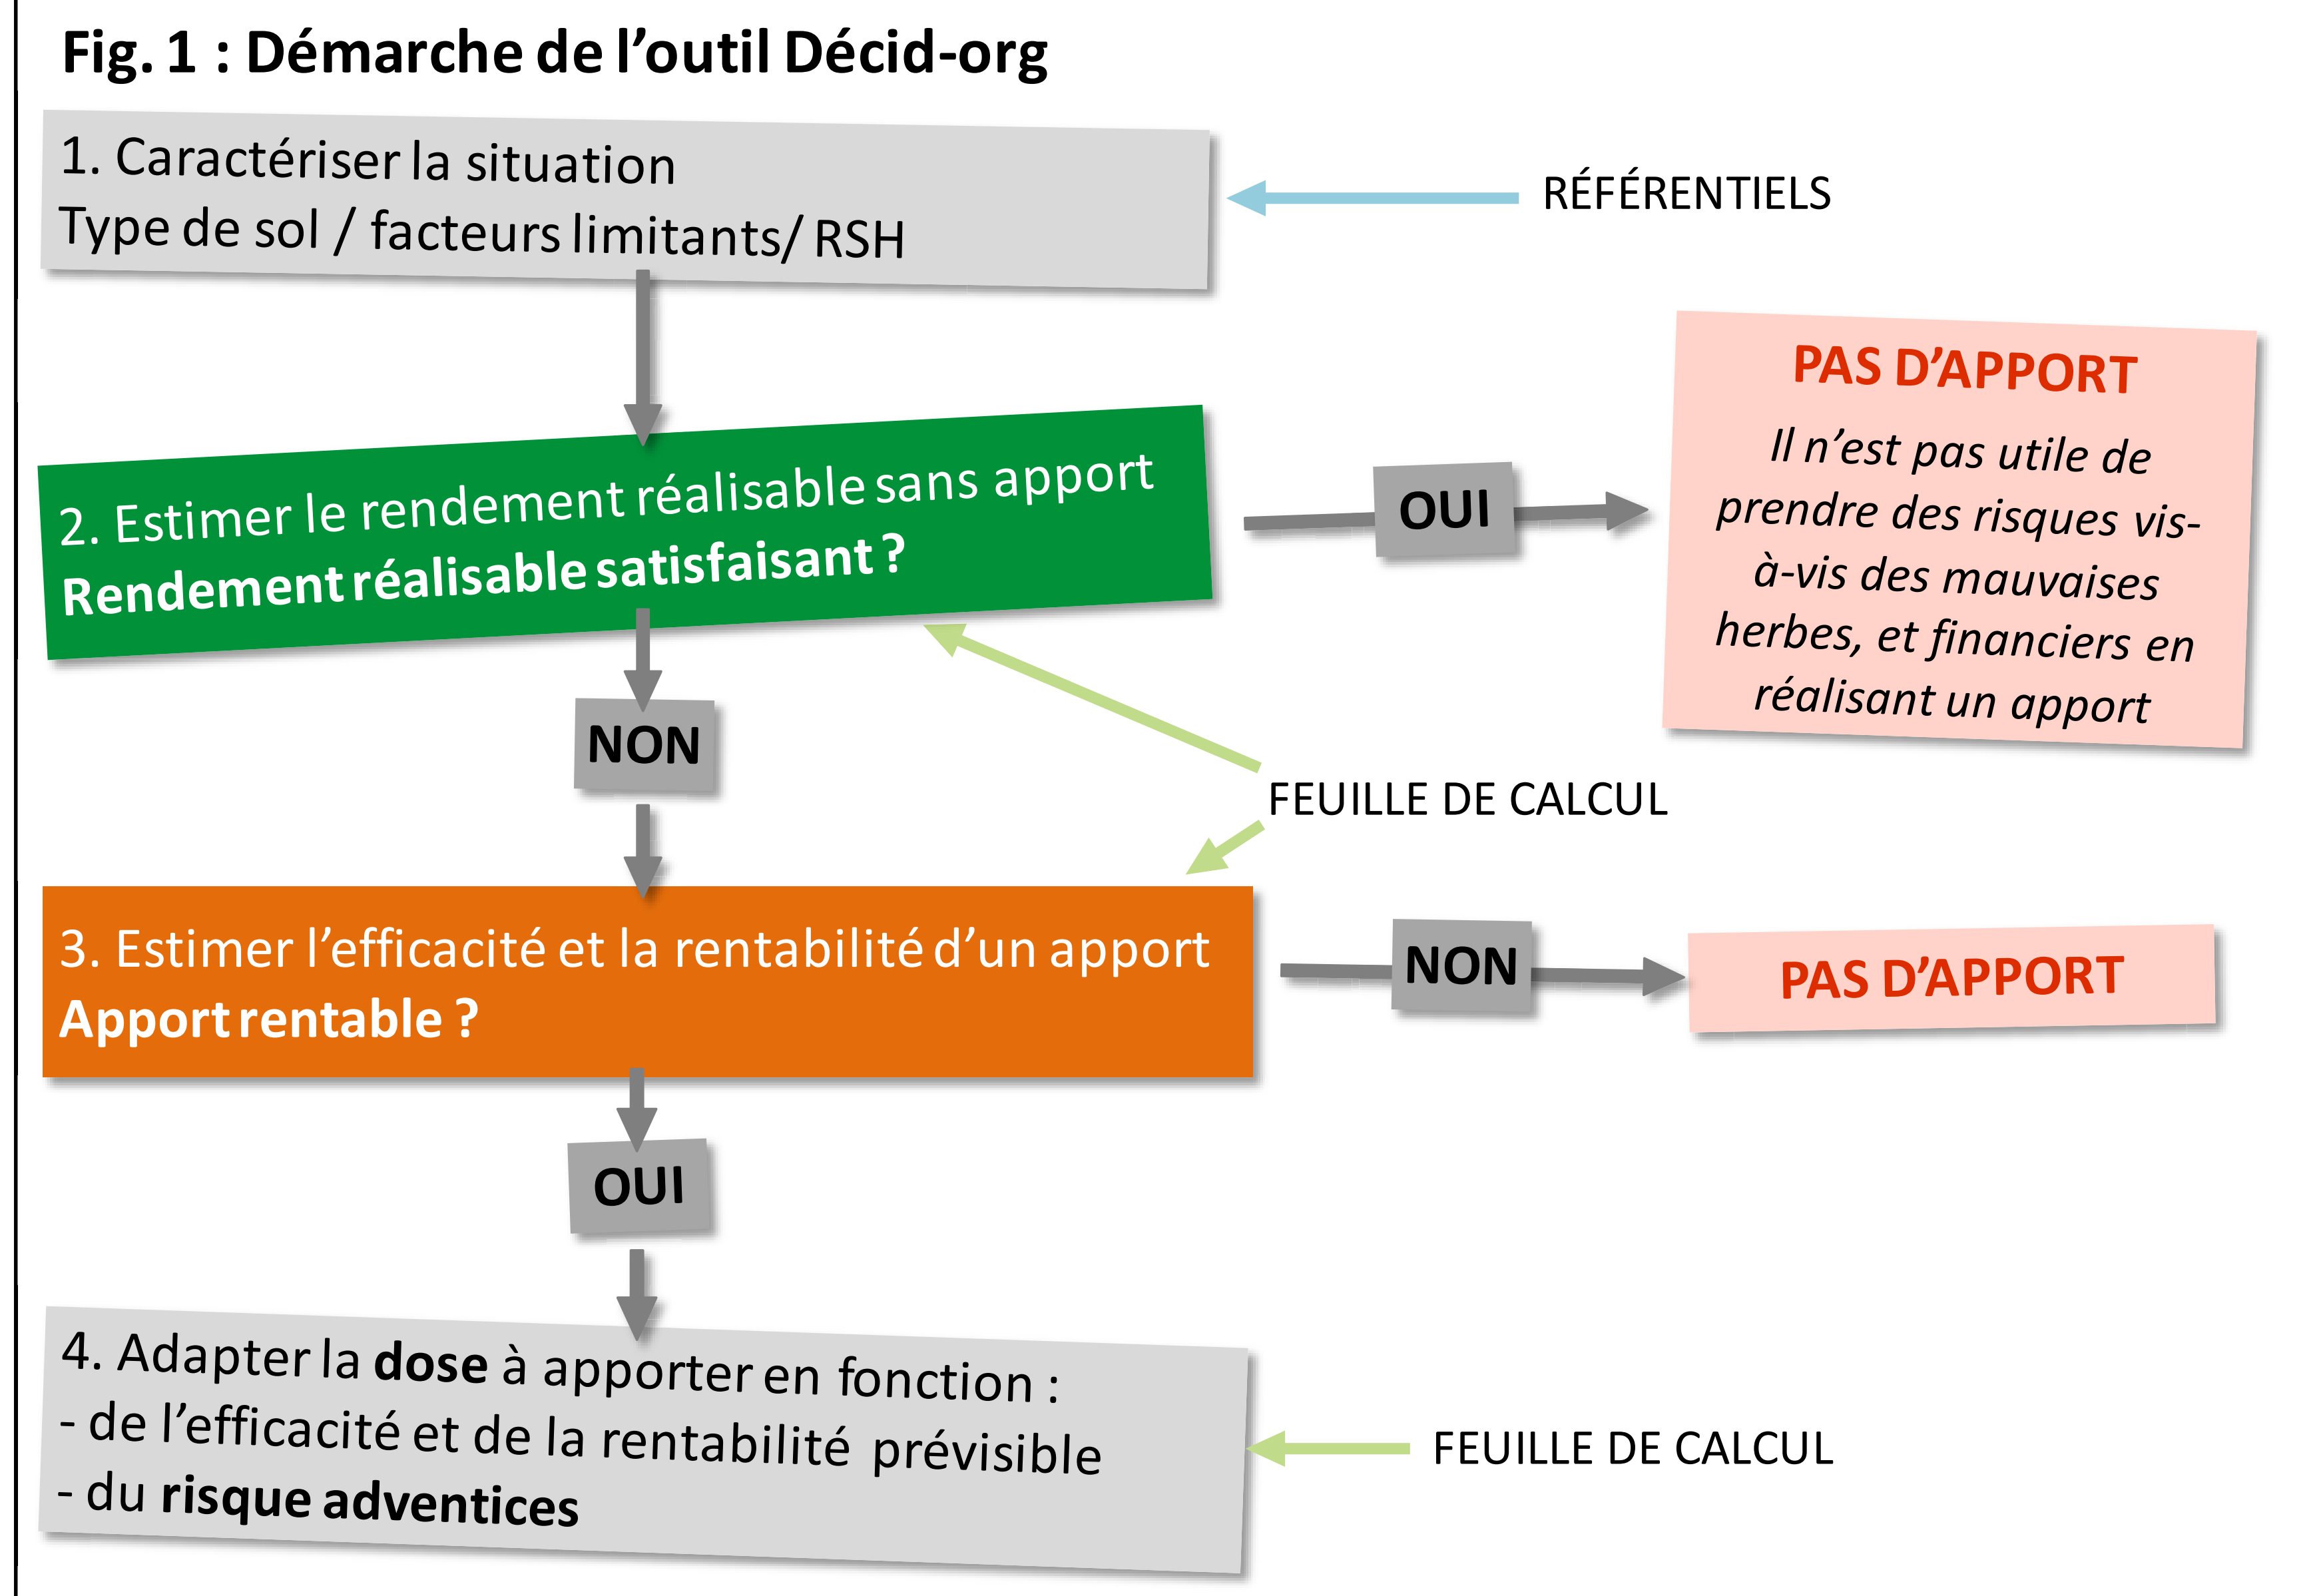 Fig. 1 : Démarche de l’outil Décid-org
1. Caractériser la situation
Type de sol / facteurs limitants/ RSH
RÉFÉRENTIELS
2. Estimer le rendement réalisable sans apport
Rendement réalisable satisfaisant ?
OUI
PAS D’APPORT
Il n’est pas utile de
prendre des risques vis-
à-vis des mauvaises
herbes, et financiers en
réalisant un apport
NON
FEUILLE DE CALCUL
3. Estimer l’efficacité et la rentabilité d’un apport
Apport rentable ?
NON
PAS D’APPORT
OUI
4. Adapter la dose à apporter en fonction :
- de l’efficacité et de la rentabilité prévisible
- du risque adventices
FEUILLE DE CALCUL